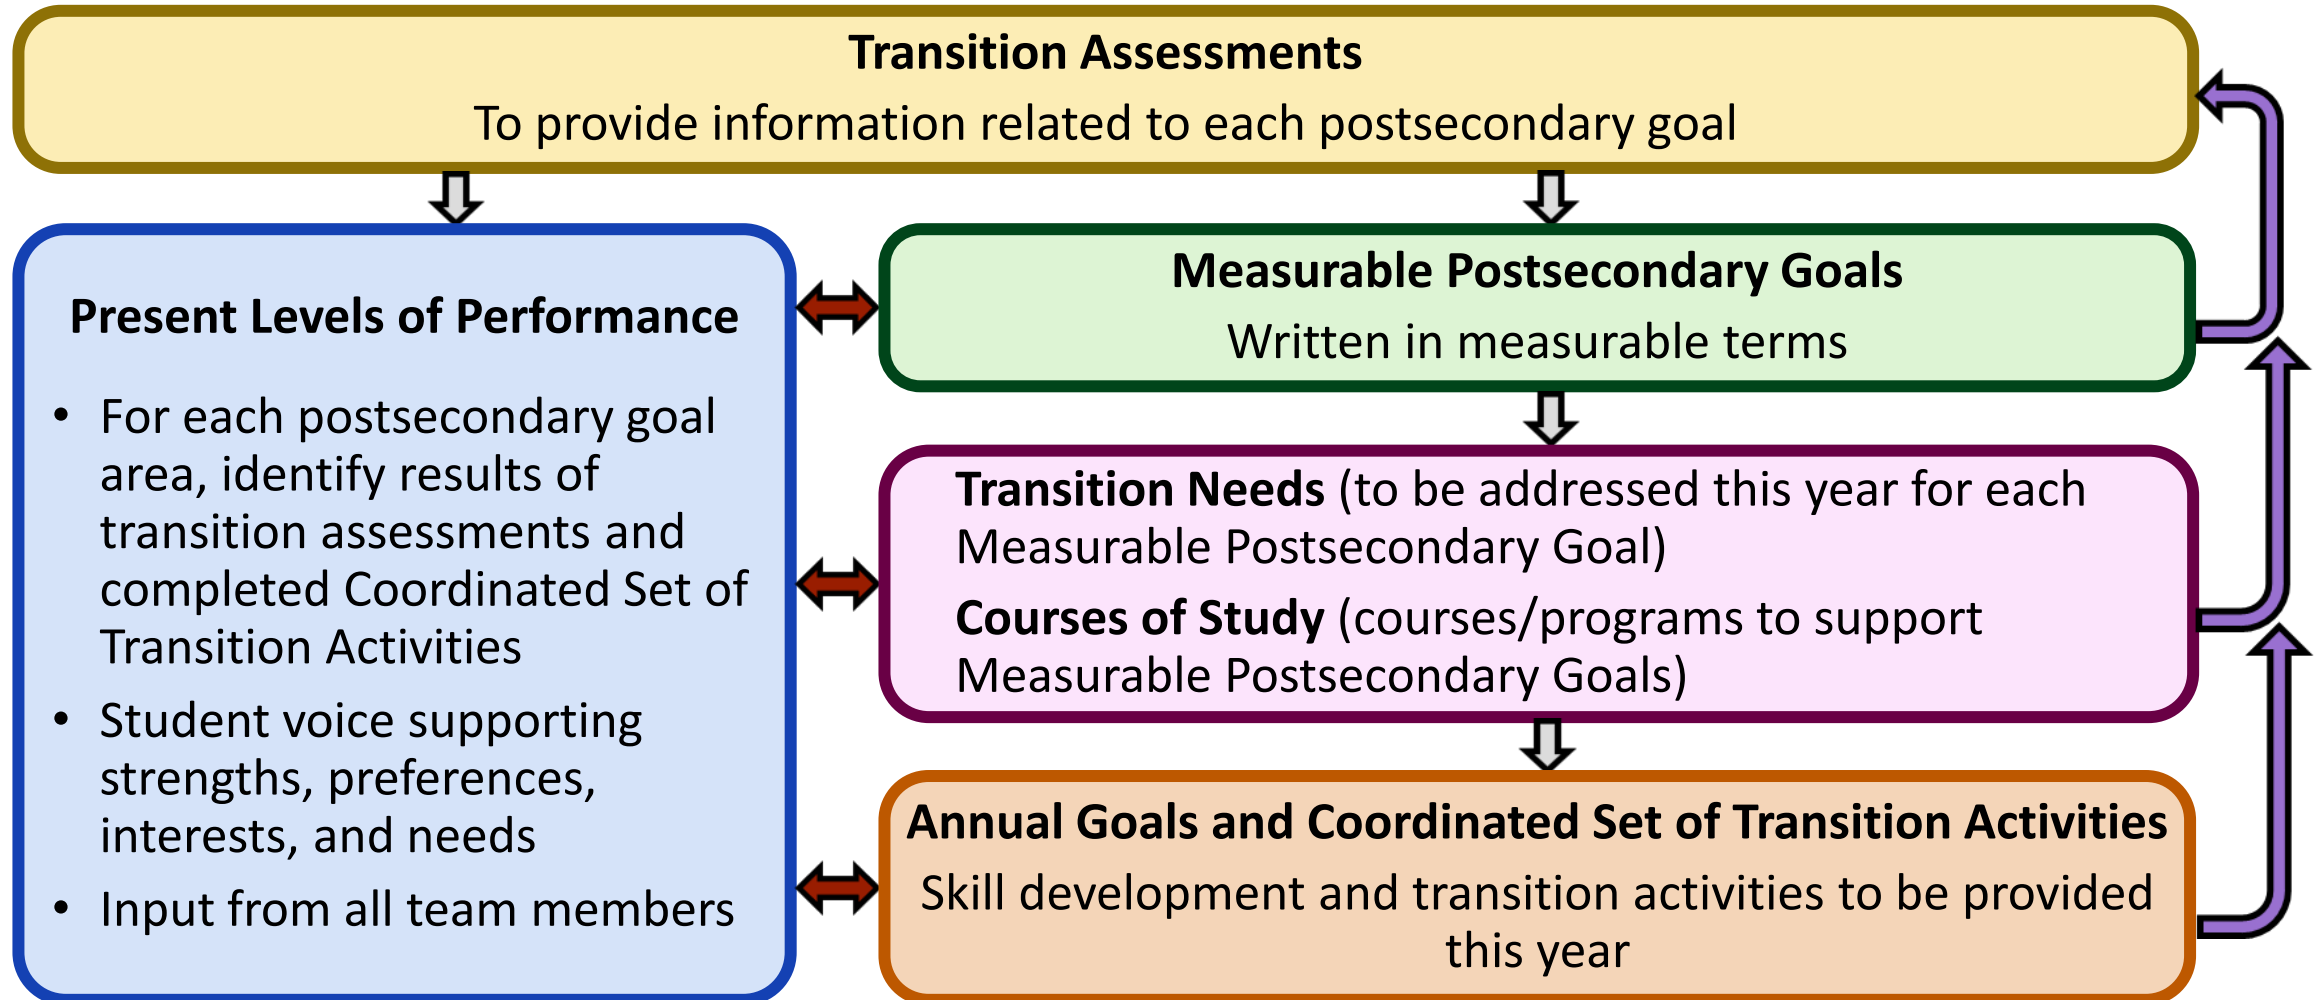 Transition Assessments
To provide information related to each postsecondary goal
Present Levels of Performance
• For each postsecondary goal
area, identify results of
transition assessments and
completed Coordinated Set of
Transition Activities
• Student voice supporting
strengths, preferences,
interests, and needs
• Input from all team members
Measurable Postsecondary Goals
Written in measurable terms
Transition Needs (to be addressed this year for each
Measurable Postsecondary Goal)
Courses of Study (courses/programs to support
Measurable Postsecondary Goals)
Annual Goals and Coordinated Set of Transition Activities
Skill development and transition activities to be provided
this year